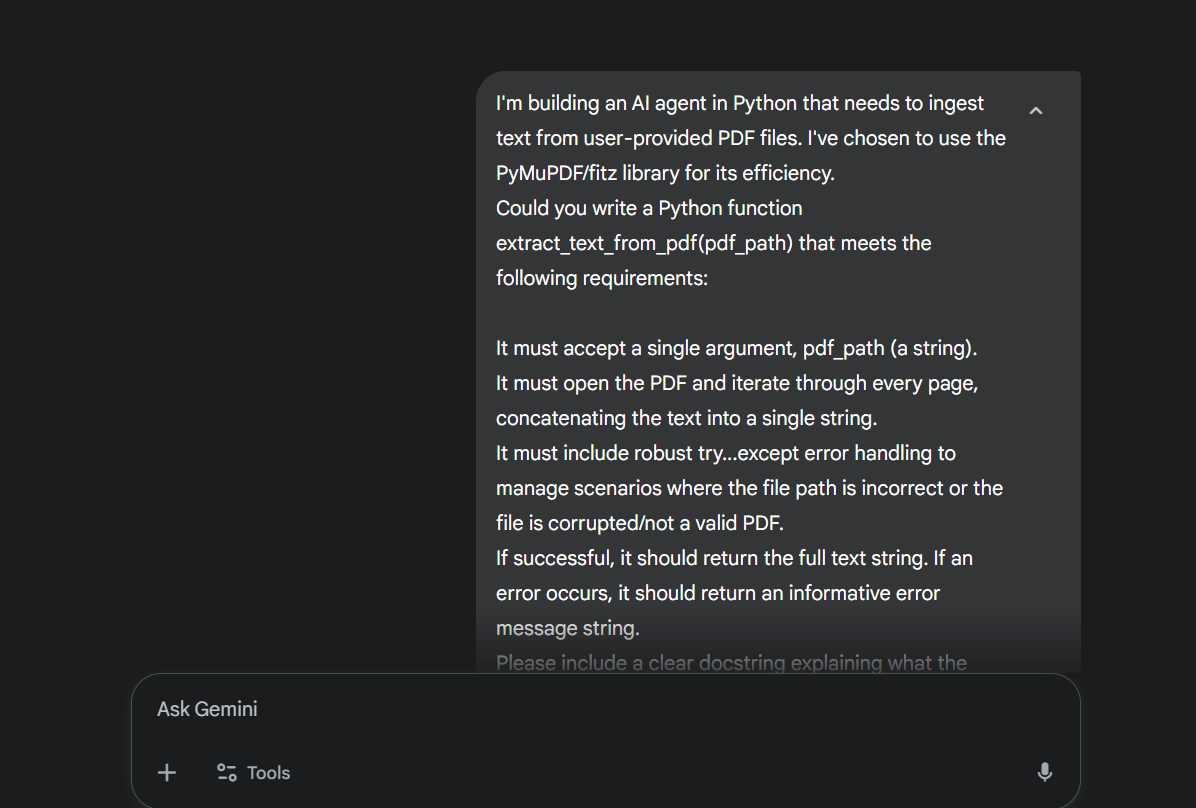 I'm building an AI agent in Python that needs to ingest
text from user-provided PDF files. I've chosen to use the
PyMuPDF/fitz library for its efficiency.
Could you write a Python function
extract_text_from_pdf(pdf_path) that meets the
following requirements:
It must accept a single argument, pdf_path (a string).
It must open the PDF and iterate through every page,
concatenating the text into a single string.
It must include robust try...except error handling to
manage scenarios where the file path is incorrect or the
file is corrupted/not a valid PDF.
If successful, it should return the full text string. If an
error occurs, it should return an informative error
message string.
Please include a clear docstring explaining what the
Ask Gemini
Tools